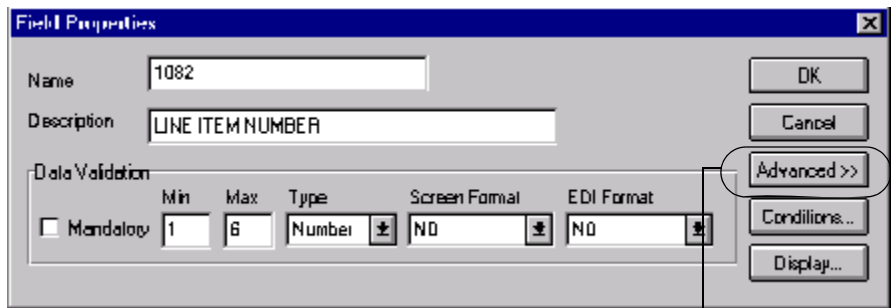 Field Properties
Name 1082 OK
Description LINE ITEM NUMBER Cancel
Data Validation Advanced >>
Min Max Type Screen Format EDI Format
Mandatory 1 6 Number N0 N0 Conditions...
Display...